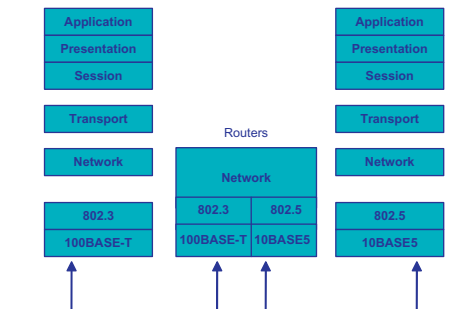 Application
Presentation
Session
Transport
Network
802.3
100BASE-T
Routers
Network
802.3 802.5
100BASE-T 10BASE5
Application
Presentation
Session
Transport
Network
802.5
10BASE5